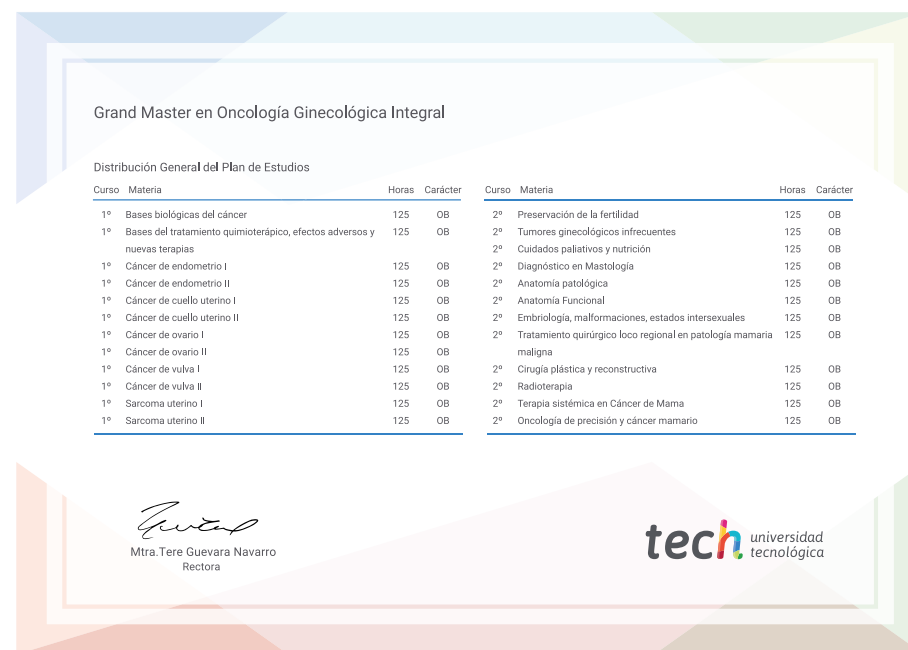 Grand Master en Oncología Ginecológica Integral
Distribución General del Plan de Estudios
Curso Materia Horas Carácter
1º Bases biológicas del cáncer 125 OB
1º Bases del tratamiento quimioterápico, efectos adversos y 125 OB
nuevas terapias
1º Cáncer de endometrio I 125 OB
1º Cáncer de endometrio II 125 OB
1º Cáncer de cuello uterino I 125 OB
1º Cáncer de cuello uterino II 125 OB
1º Cáncer de ovario I 125 OB
1º Cáncer de ovario II 125 OB
1º Cáncer de vulva I 125 OB
1º Cáncer de vulva II 125 OB
1º Sarcoma uterino I 125 OB
1º Sarcoma uterino II 125 OB
Curso Materia Horas Carácter
2º Preservación de la fertilidad 125 OB
2º Tumores ginecológicos infrecuentes 125 OB
2º Cuidados paliativos y nutrición 125 OB
2º Diagnóstico en Mastología 125 OB
2º Anatomía patológica 125 OB
2º Anatomía Funcional 125 OB
2º Embriología, malformaciones, estados intersexuales 125 OB
2º Tratamiento quirúrgico loco regional en patología mamaria 125 OB
maligna
2º Cirugía plástica y reconstructiva 125 OB
2º Radioterapia 125 OB
2º Terapia sistémica en Cáncer de Mama 125 OB
2º Oncología de precisión y cáncer mamario 125 OB
Mtra.Tere Guevara Navarro
Rectora
tech universidad
tecnológica